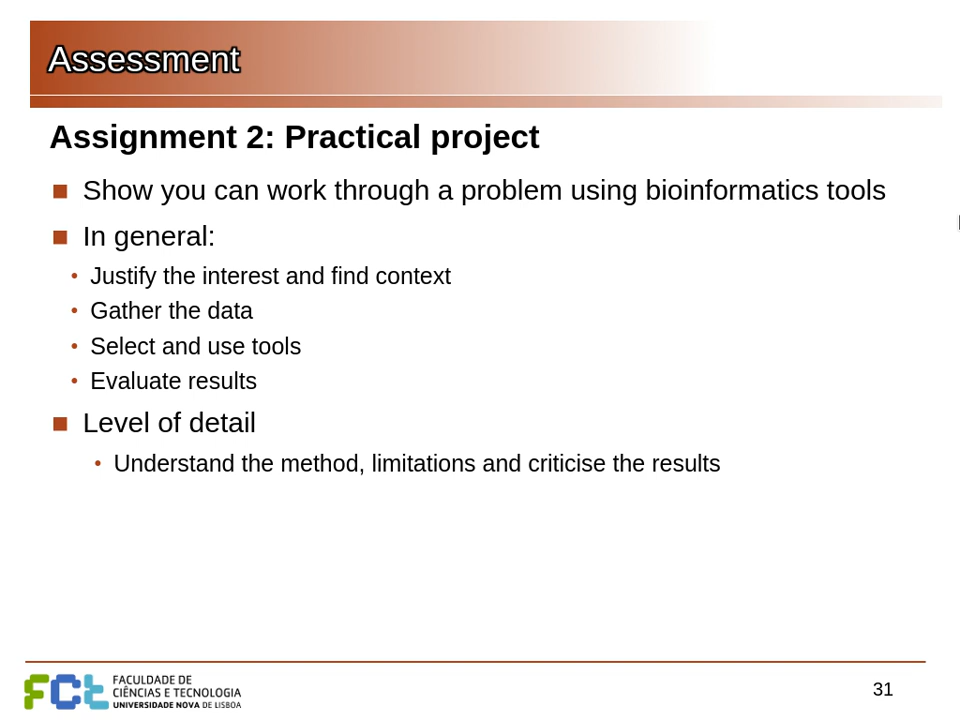 Assessment
Assignment 2: Practical project
Show you can work through a problem using bioinformatics tools
In general:
Justify the interest and find context
Gather the data
Select and use tools
Evaluate results
Level of detail
Understand the method, limitations and criticise the results
FCT
FACULDADE DE
CIÊNCIAS E TECNOLOGIA
UNIVERSIDADE NOVA DE LISBOA
31